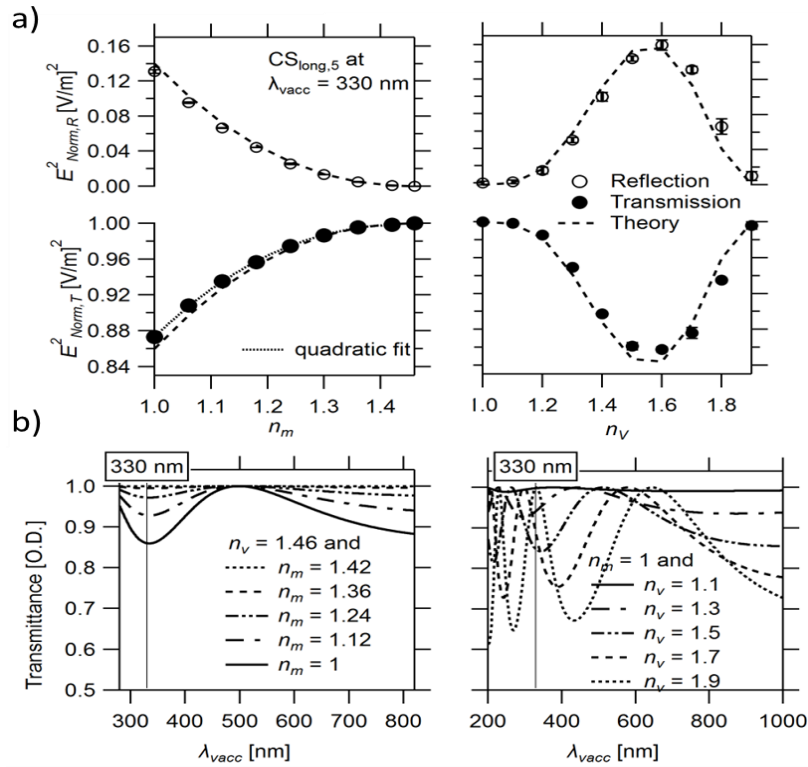 a)
CS_long,5 at
λ_vacc = 330 nm
E²_Norm,R [V/m]²
0.16
0.12
0.08
0.04
0.00
○ Reflection
● Transmission
--- Theory
E²_Norm,T [V/m]²
1.00
0.96
0.92
0.88
0.84
quadratic fit
1.0 1.1 1.2 1.3 1.4
n_m
1.0 1.2 1.4 1.6 1.8
n_V
b)
330 nm
Transmittance [O.D.]
1.0
0.9
0.8
0.7
0.6
0.5
n_v = 1.46 and
n_m = 1.42
n_m = 1.36
n_m = 1.24
n_m = 1.12
n_m = 1
300 400 500 600 700 800
λ_vacc [nm]
330 nm
n_m = 1 and
n_v = 1.1
n_v = 1.3
n_v = 1.5
n_v = 1.7
n_v = 1.9
200 400 600 800 1000
λ_vacc [nm]